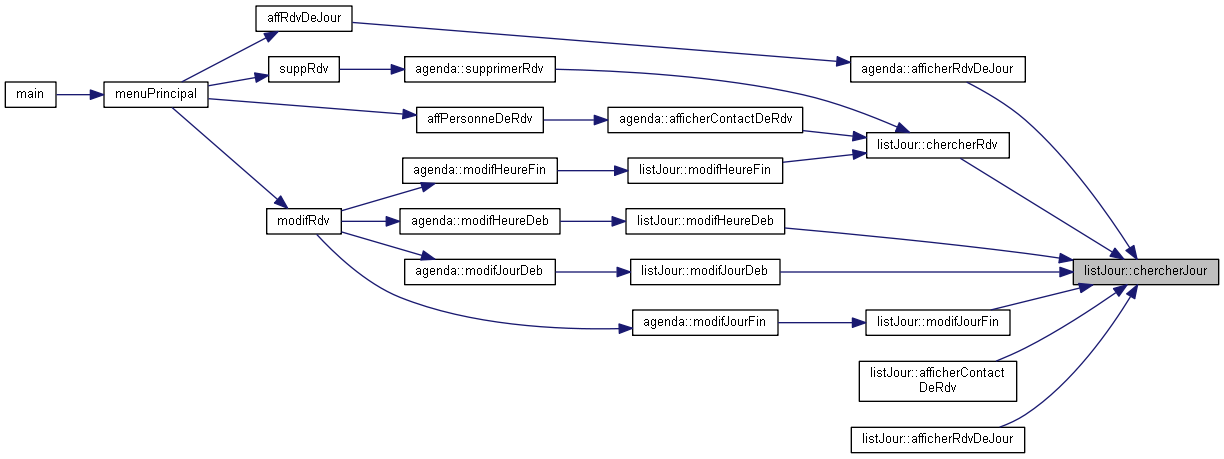 affRdvDeJour
suppRdv
agenda::supprimerRdv
agenda::afficherRdvDeJour
main
menuPrincipal
affPersonneDeRdv
agenda::afficherContactDeRdv
listJour::chercherRdv
agenda::modifHeureFin
listJour::modifHeureFin
modifRdv
agenda::modifHeureDeb
listJour::modifHeureDeb
agenda::modifJourDeb
listJour::modifJourDeb
listJour::chercherJour
agenda::modifJourFin
listJour::modifJourFin
listJour::afficherContact
DeRdv
listJour::afficherRdvDeJour